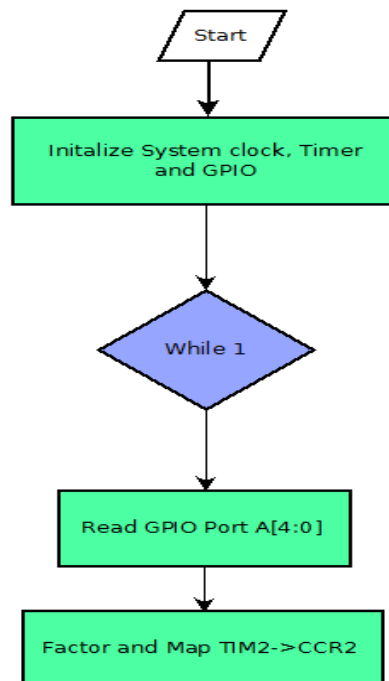 Start
Initalize System clock, Timer
and GPIO
While 1
Read GPIO Port A[4:0]
Factor and Map TIM2->CCR2